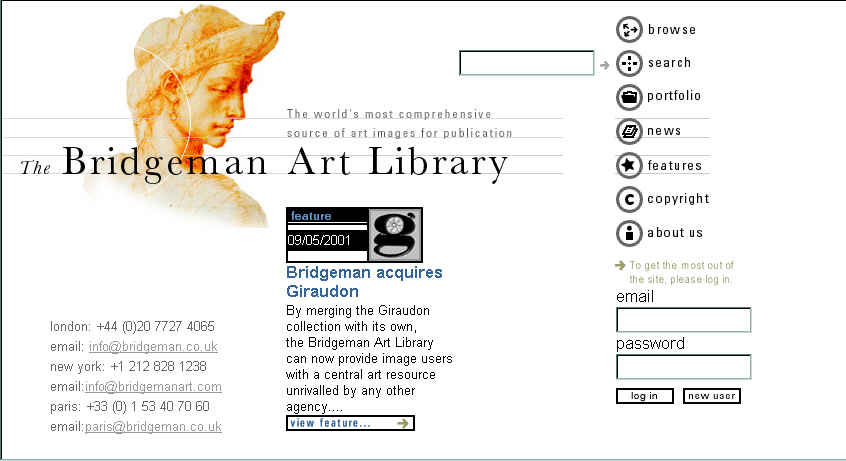 The world's most comprehensive
source of art images for publication
The Bridgeman Art Library
browse
search
portfolio
news
features
copyright
about us
To get the most out of
the site, please log in.
email
password
log in
new user
feature
09/05/2001
g
Bridgeman acquires
Giraudon
By merging the Giraudon
collection with its own,
the Bridgeman Art Library
can now provide image users
with a central art resource
unrivalled by any other
agency....
view feature...
london: +44 (0)20 7727 4065
email: info@bridgeman.co.uk
new york: +1 212 828 1238
email:info@bridgemanart.com
paris: +33 (0) 1 53 40 70 60
email:paris@bridgeman.co.uk